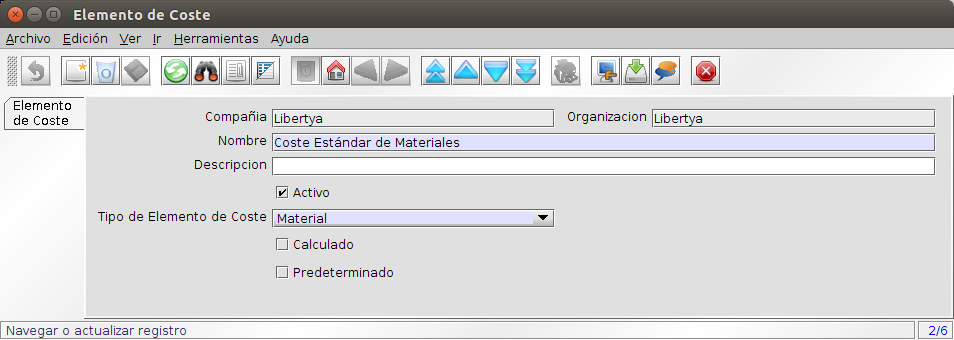 Elemento de Coste
Archivo Edición Ver Ir Herramientas Ayuda
Elemento
de Coste
Compañia Libertya Organizacion Libertya
Nombre Coste Estándar de Materiales
Descripcion
Activo
Tipo de Elemento de Coste Material
Calculado
Predeterminado
Navegar o actualizar registro 2/6